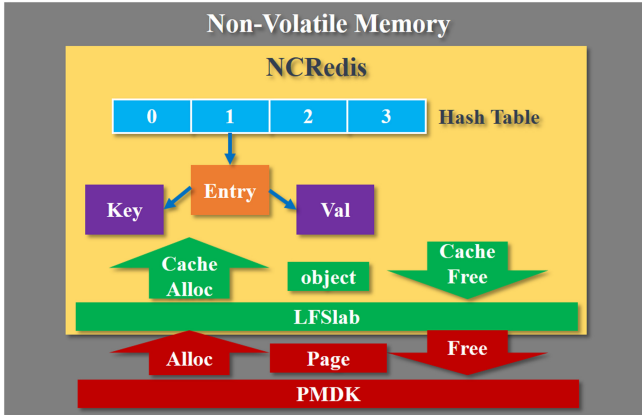 Non-Volatile Memory
NCRedis
0 1 2 3 Hash Table
Entry
Key
Val
Cache
Alloc
object
Cache
Free
LFSlab
Alloc
Page
Free
PMDK